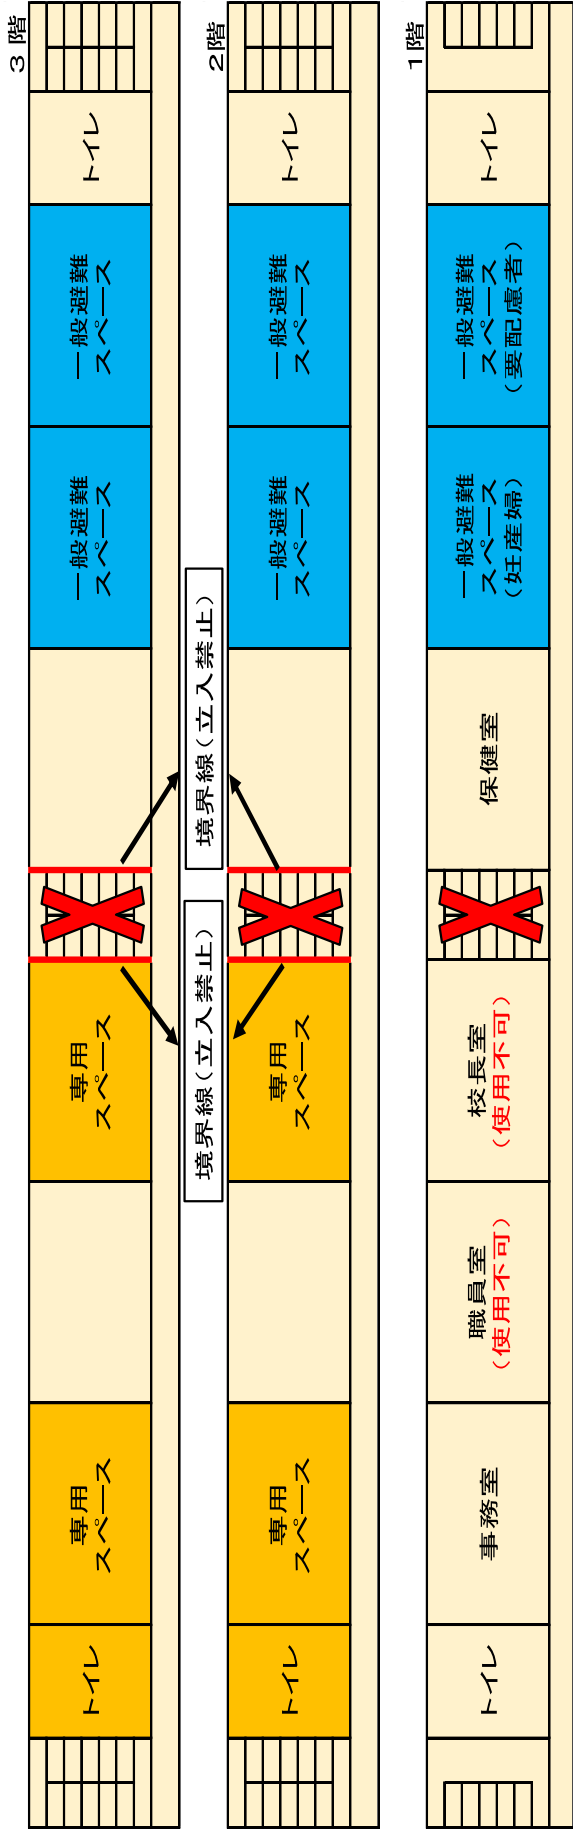 3階
トイレ
専用
スペース
専用
スペース
一般避難
スペース
一般避難
スペース
トイレ
境界線(立入禁止)
境界線(立入禁止)
2階
トイレ
専用
スペース
専用
スペース
一般避難
スペース
一般避難
スペース
トイレ
1階
トイレ
事務室
職員室
(使用不可)
校長室
(使用不可)
保健室
一般避難
スペース
(妊産婦)
一般避難
スペース
(要配慮者)
トイレ